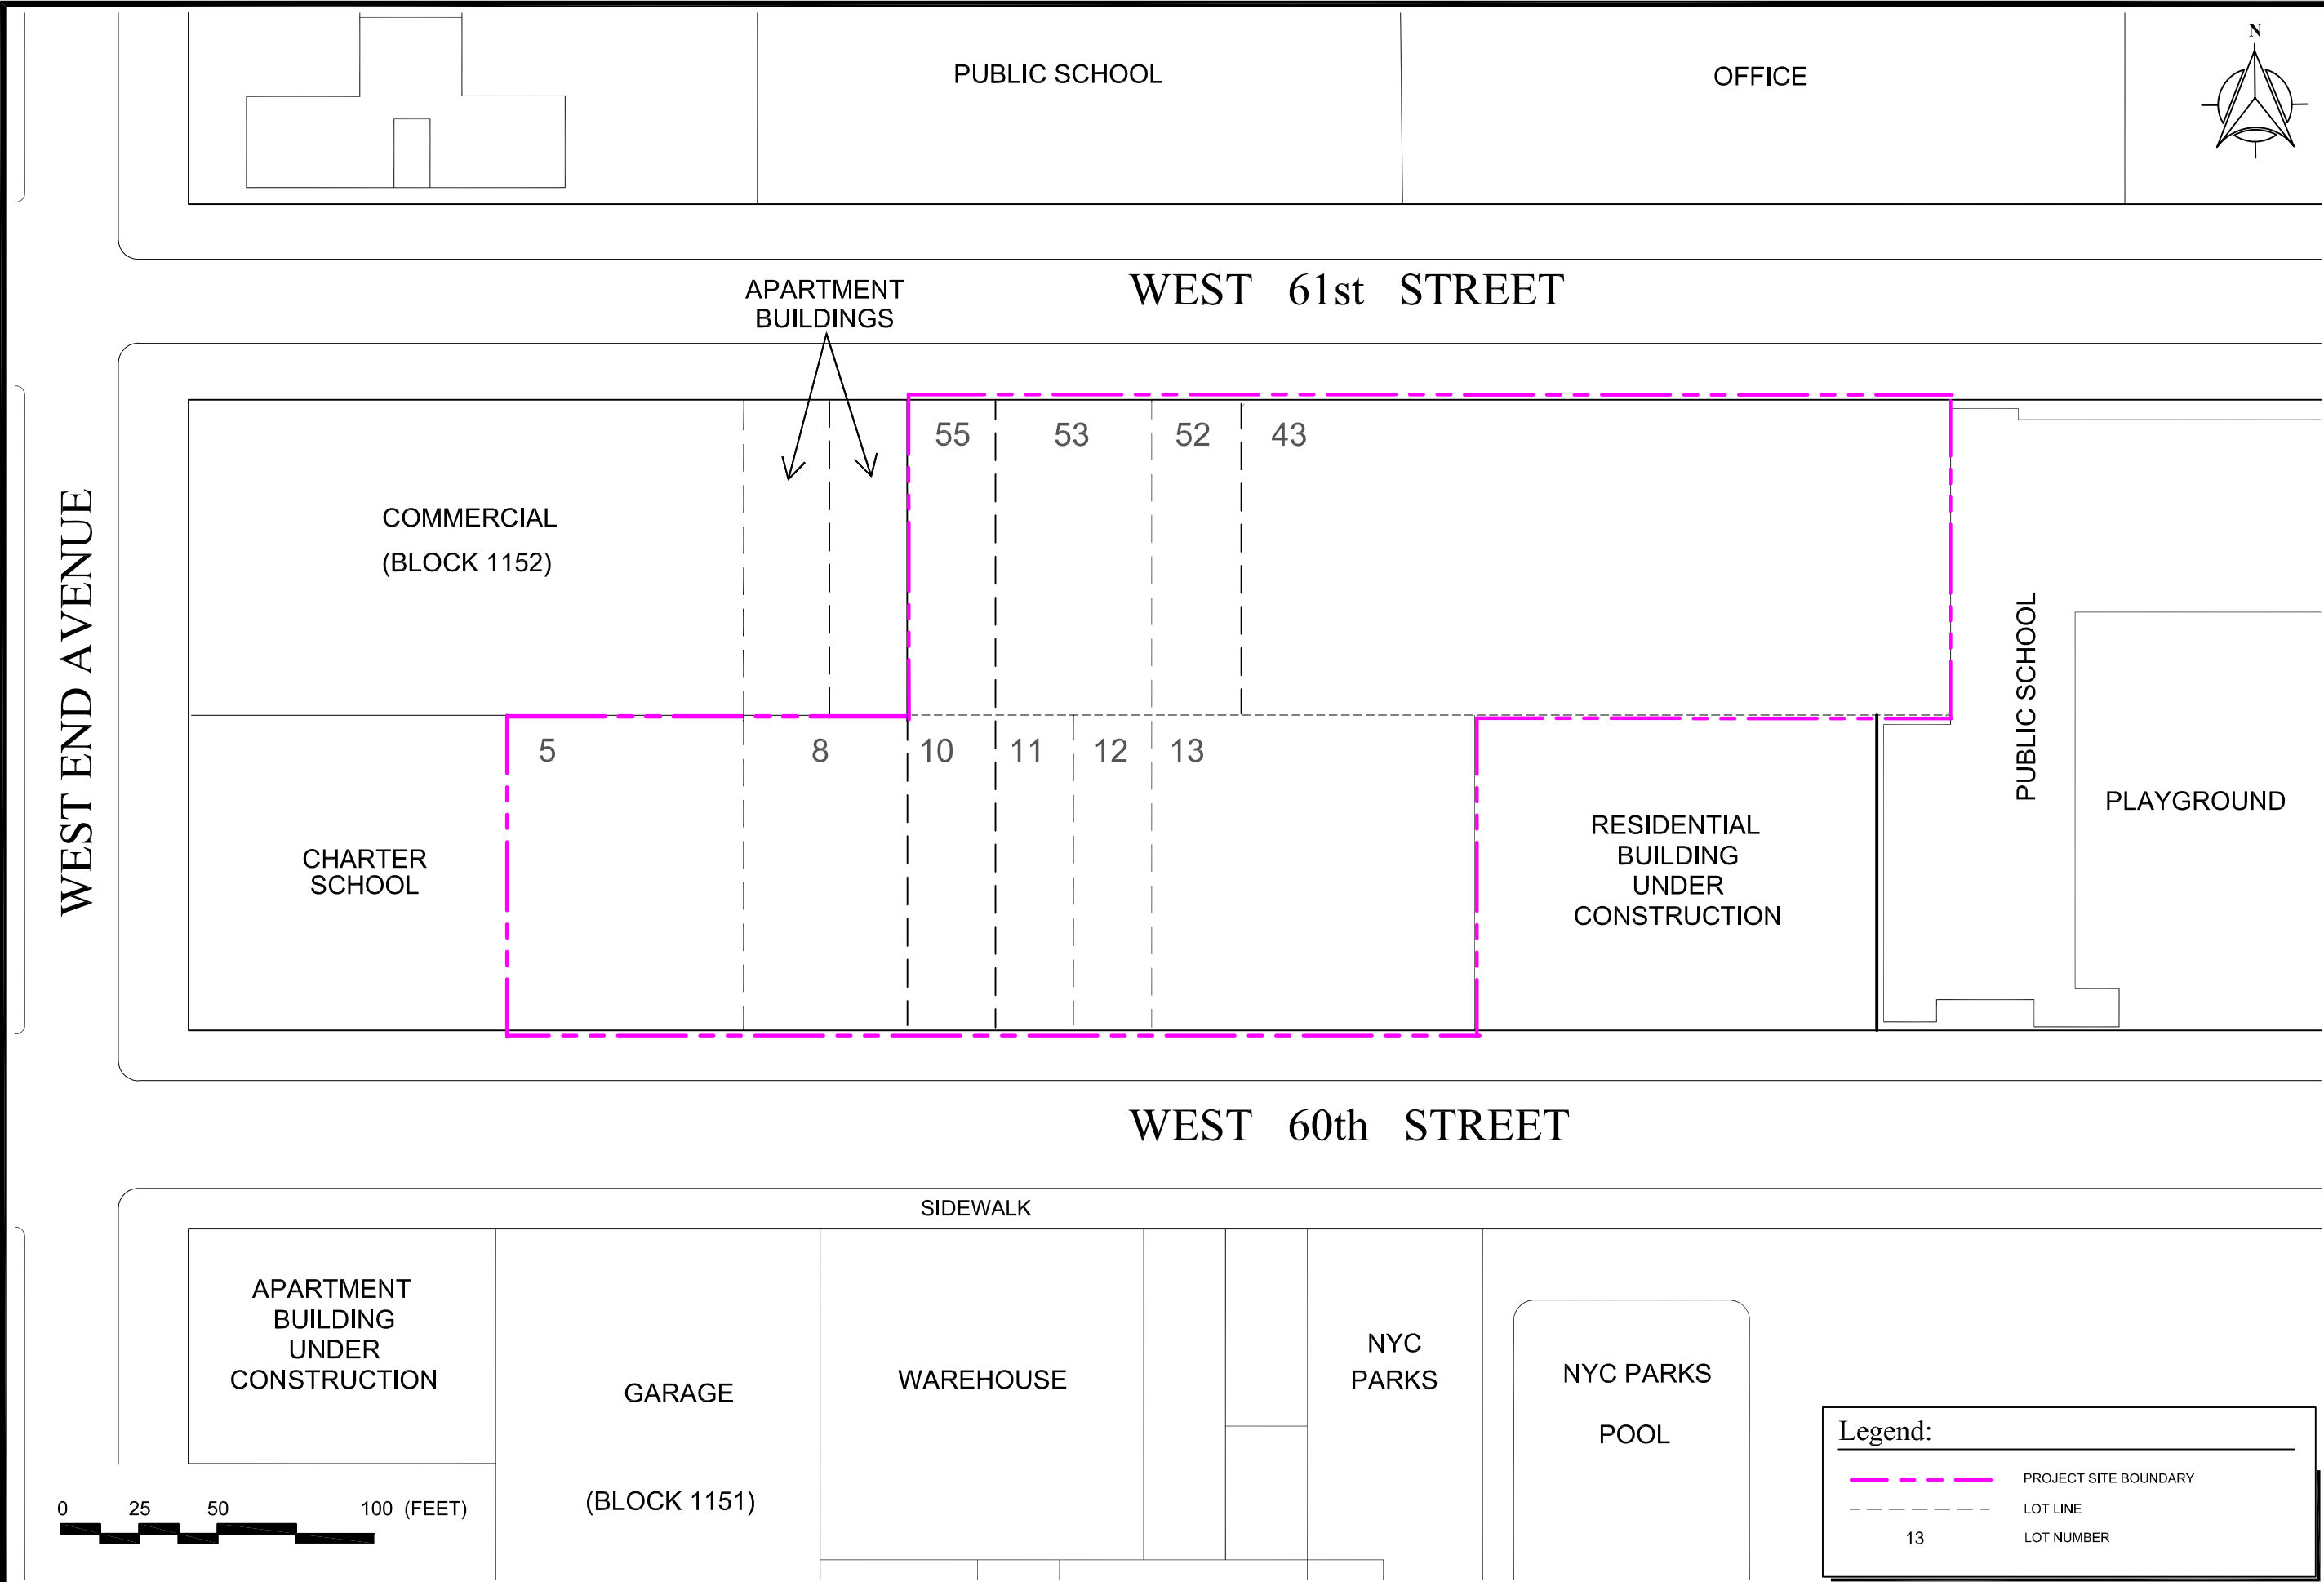 PUBLIC SCHOOL
OFFICE
N
WEST 61st STREET
APARTMENT
BUILDINGS
55
53
52
43
COMMERCIAL
(BLOCK 1152)
WEST END AVENUE
PUBLIC SCHOOL
5
8
10
11
12
13
PLAYGROUND
CHARTER
SCHOOL
RESIDENTIAL
BUILDING
UNDER
CONSTRUCTION
WEST 60th STREET
SIDEWALK
APARTMENT
BUILDING
UNDER
CONSTRUCTION
GARAGE
(BLOCK 1151)
WAREHOUSE
NYC
PARKS
NYC PARKS
POOL
0 25 50 100 (FEET)
Legend:
PROJECT SITE BOUNDARY
LOT LINE
13 LOT NUMBER